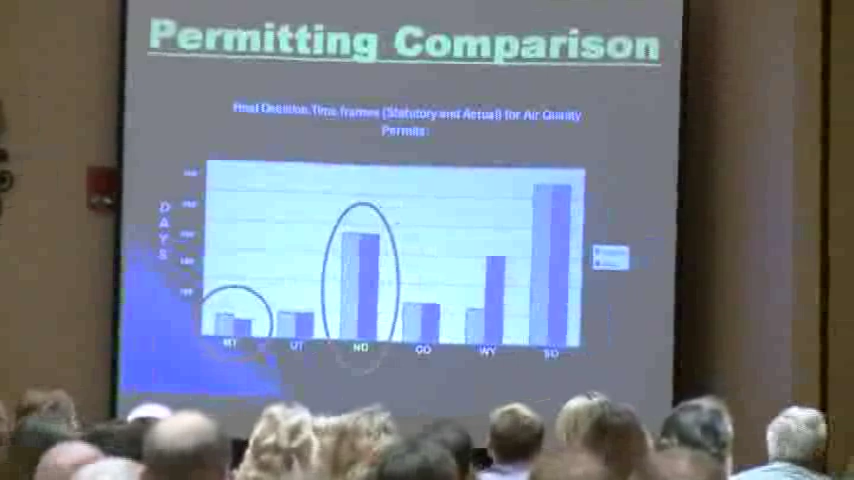 Permitting Comparison
Final Decision Time frames (Statutory and Actual) for Air Quality
Permits
DAYS
MT UT ND CO WY SD